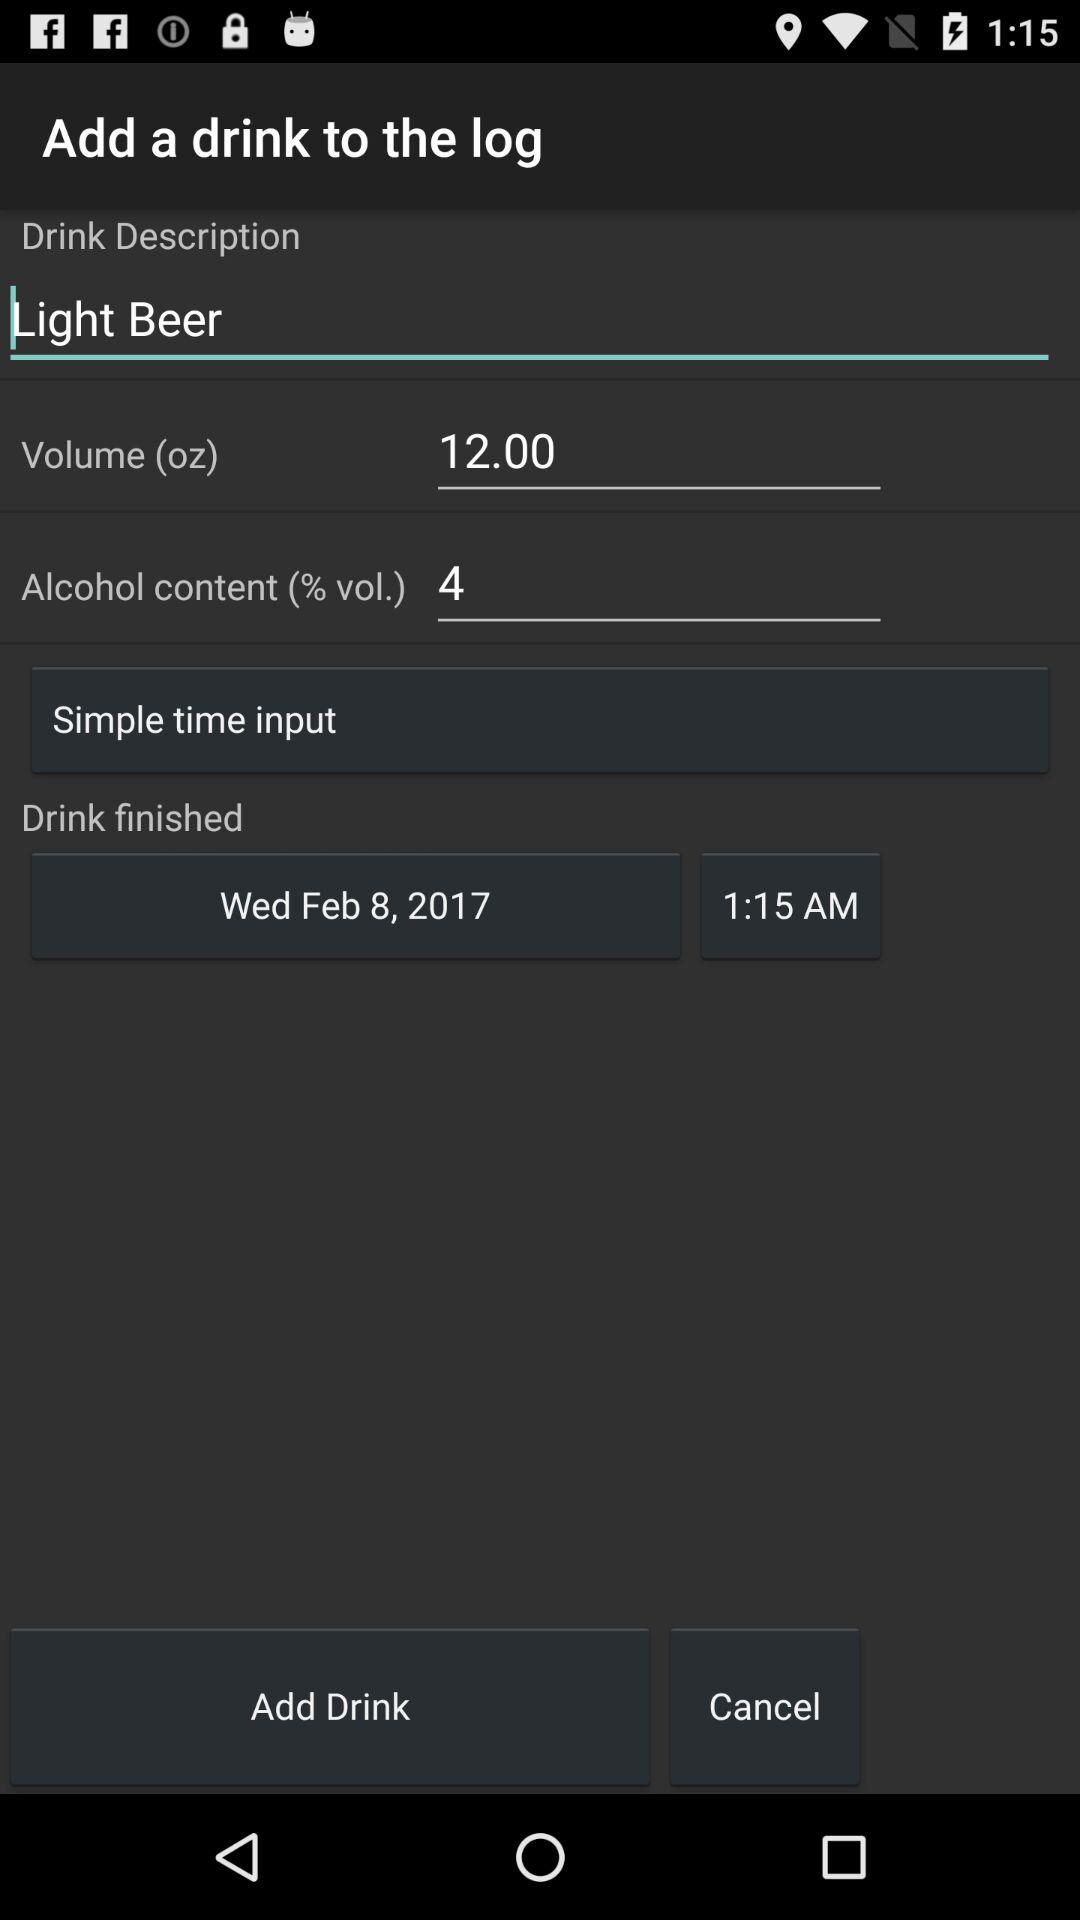 1:15
Add a drink to the log
Drink Description
Light Beer
Volume (oz) 12.00
Alcohol content (% vol.) 4
Simple time input
Drink finished
Wed Feb 8, 2017 1:15 AM
Add Drink Cancel